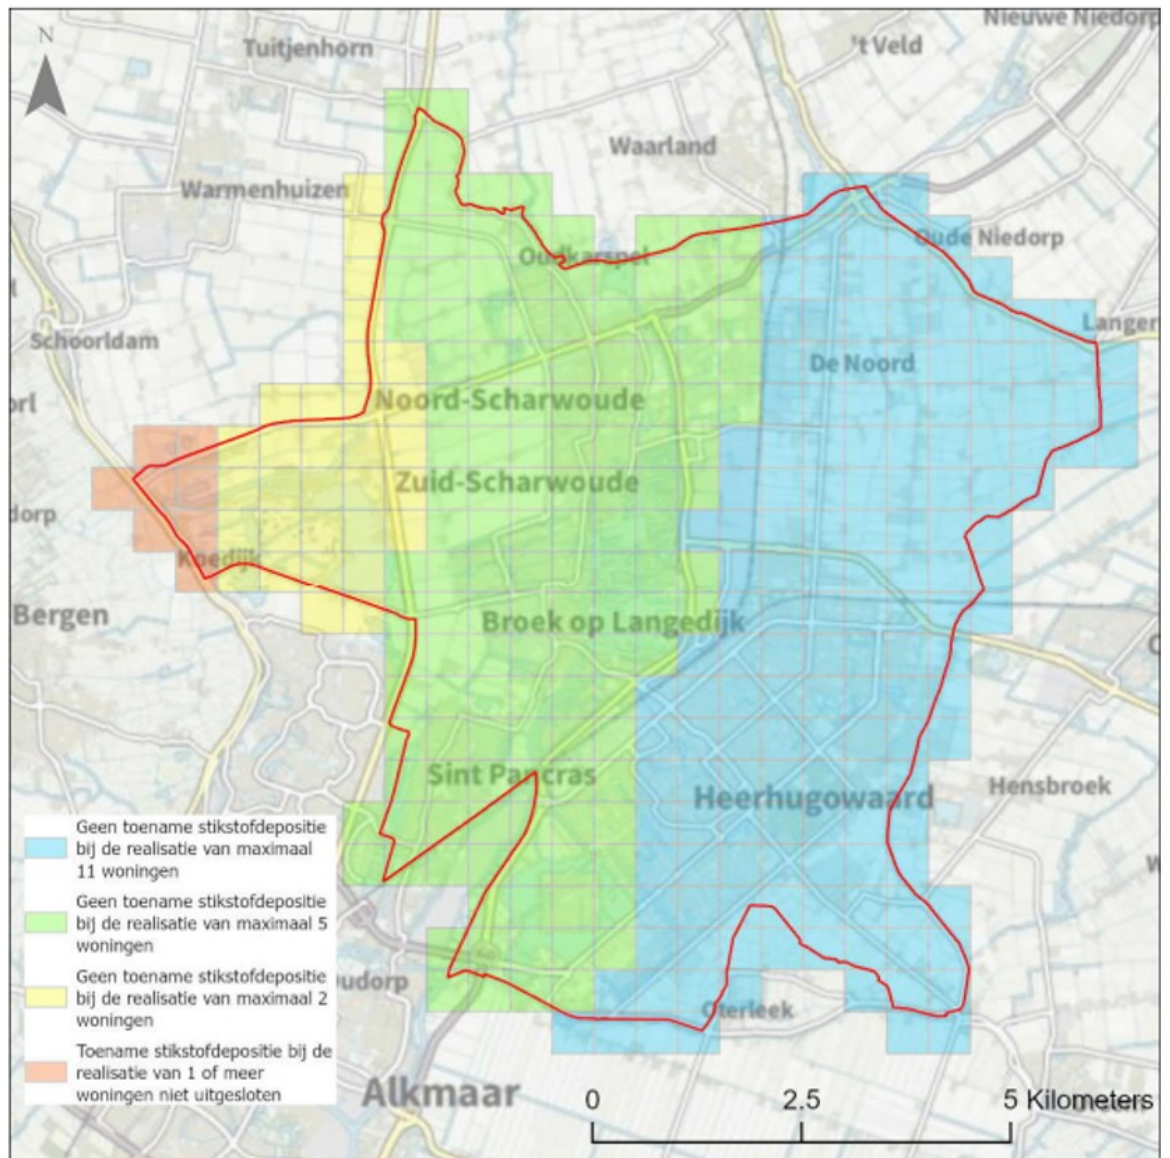 N
Tuitjenhorn
't Veld
Nieuwe Niedorp
Waarland
Warmenhuizen
Oudkarspel
Oude Niedorp
Schoorldam
Langer
De Noord
orl
Noord-Scharwoude
Zuid-Scharwoude
dorp
Koedijk
Bergen
Broek op Langedijk
Sint Pancras
Heerhugowaard
Hensbroek
Geen toename stikstofdepositie
bij de realisatie van maximaal
11 woningen
Geen toename stikstofdepositie
bij de realisatie van maximaal 5
woningen
Geen toename stikstofdepositie
bij de realisatie van maximaal 2
woningen
Toename stikstofdepositie bij de
realisatie van 1 of meer
woningen niet uitgesloten
oudorp
Oterleek
Alkmaar
0 2.5 5 Kilometers